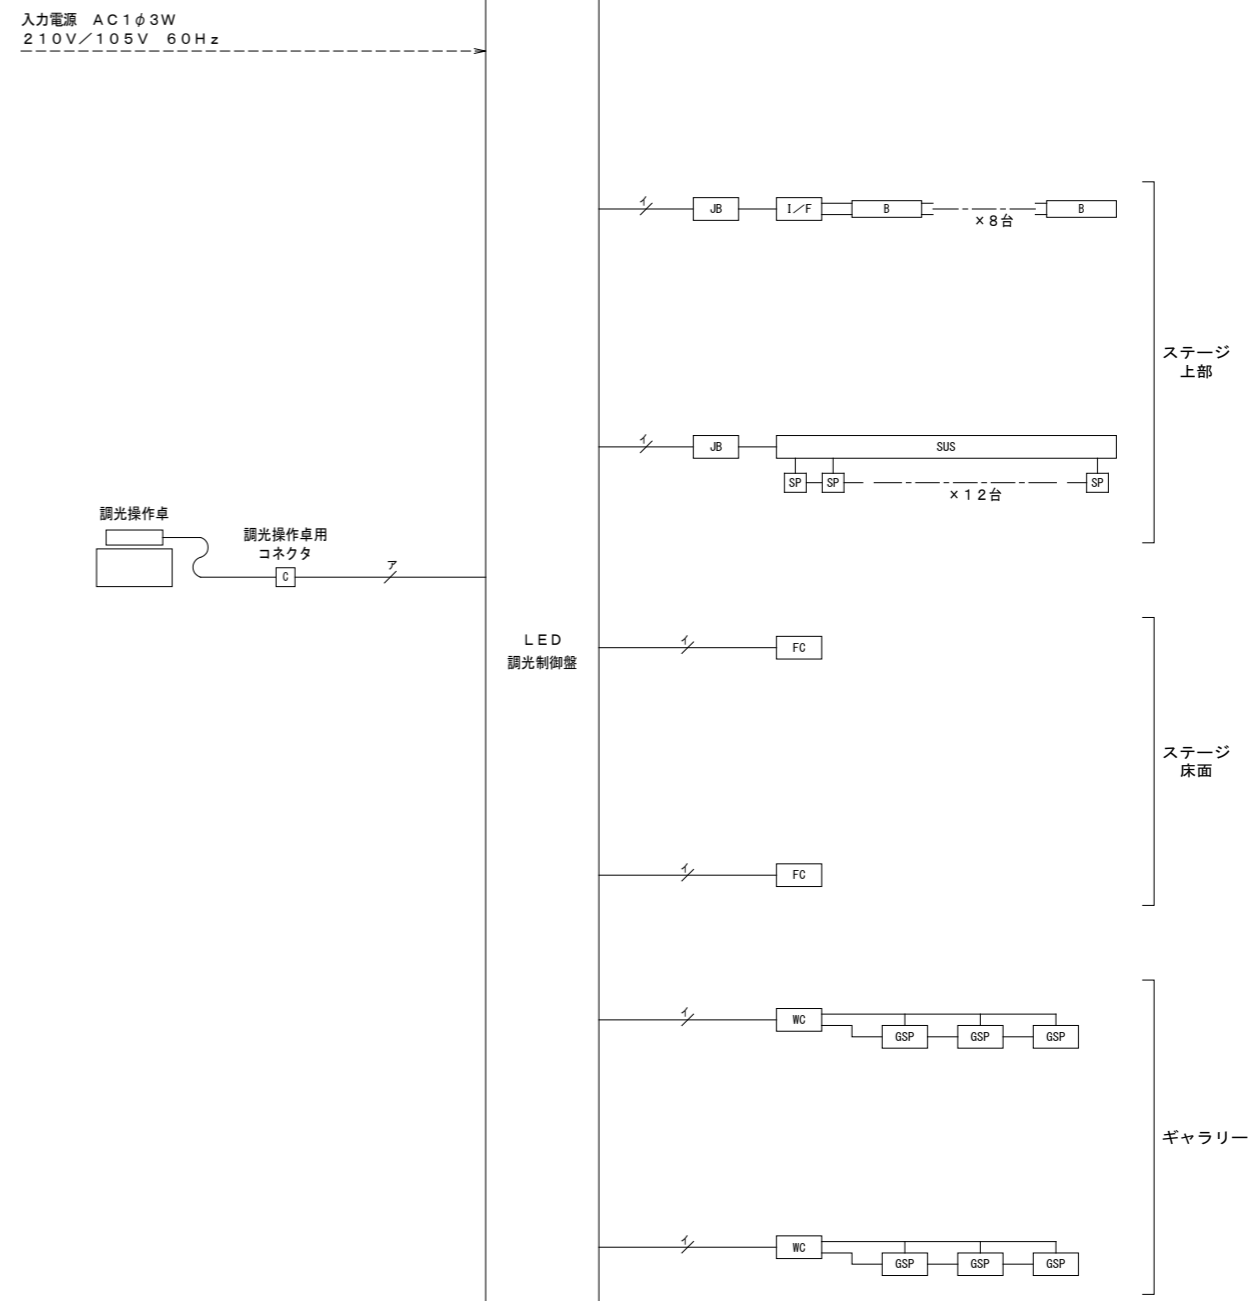 入力電源　ＡＣ１φ３Ｗ
２１０Ｖ／１０５Ｖ　６０Ｈｚ
イ
JB
I／F
B
B
×８台
ステージ
上部
イ
JB
SUS
SP
SP
SP
×１２台
調光操作卓
調光操作卓用
コネクタ
C
ア
ＬＥＤ
調光制御盤
イ
FC
ステージ
床面
イ
FC
イ
WC
GSP
GSP
GSP
ギャラリー
イ
WC
GSP
GSP
GSP